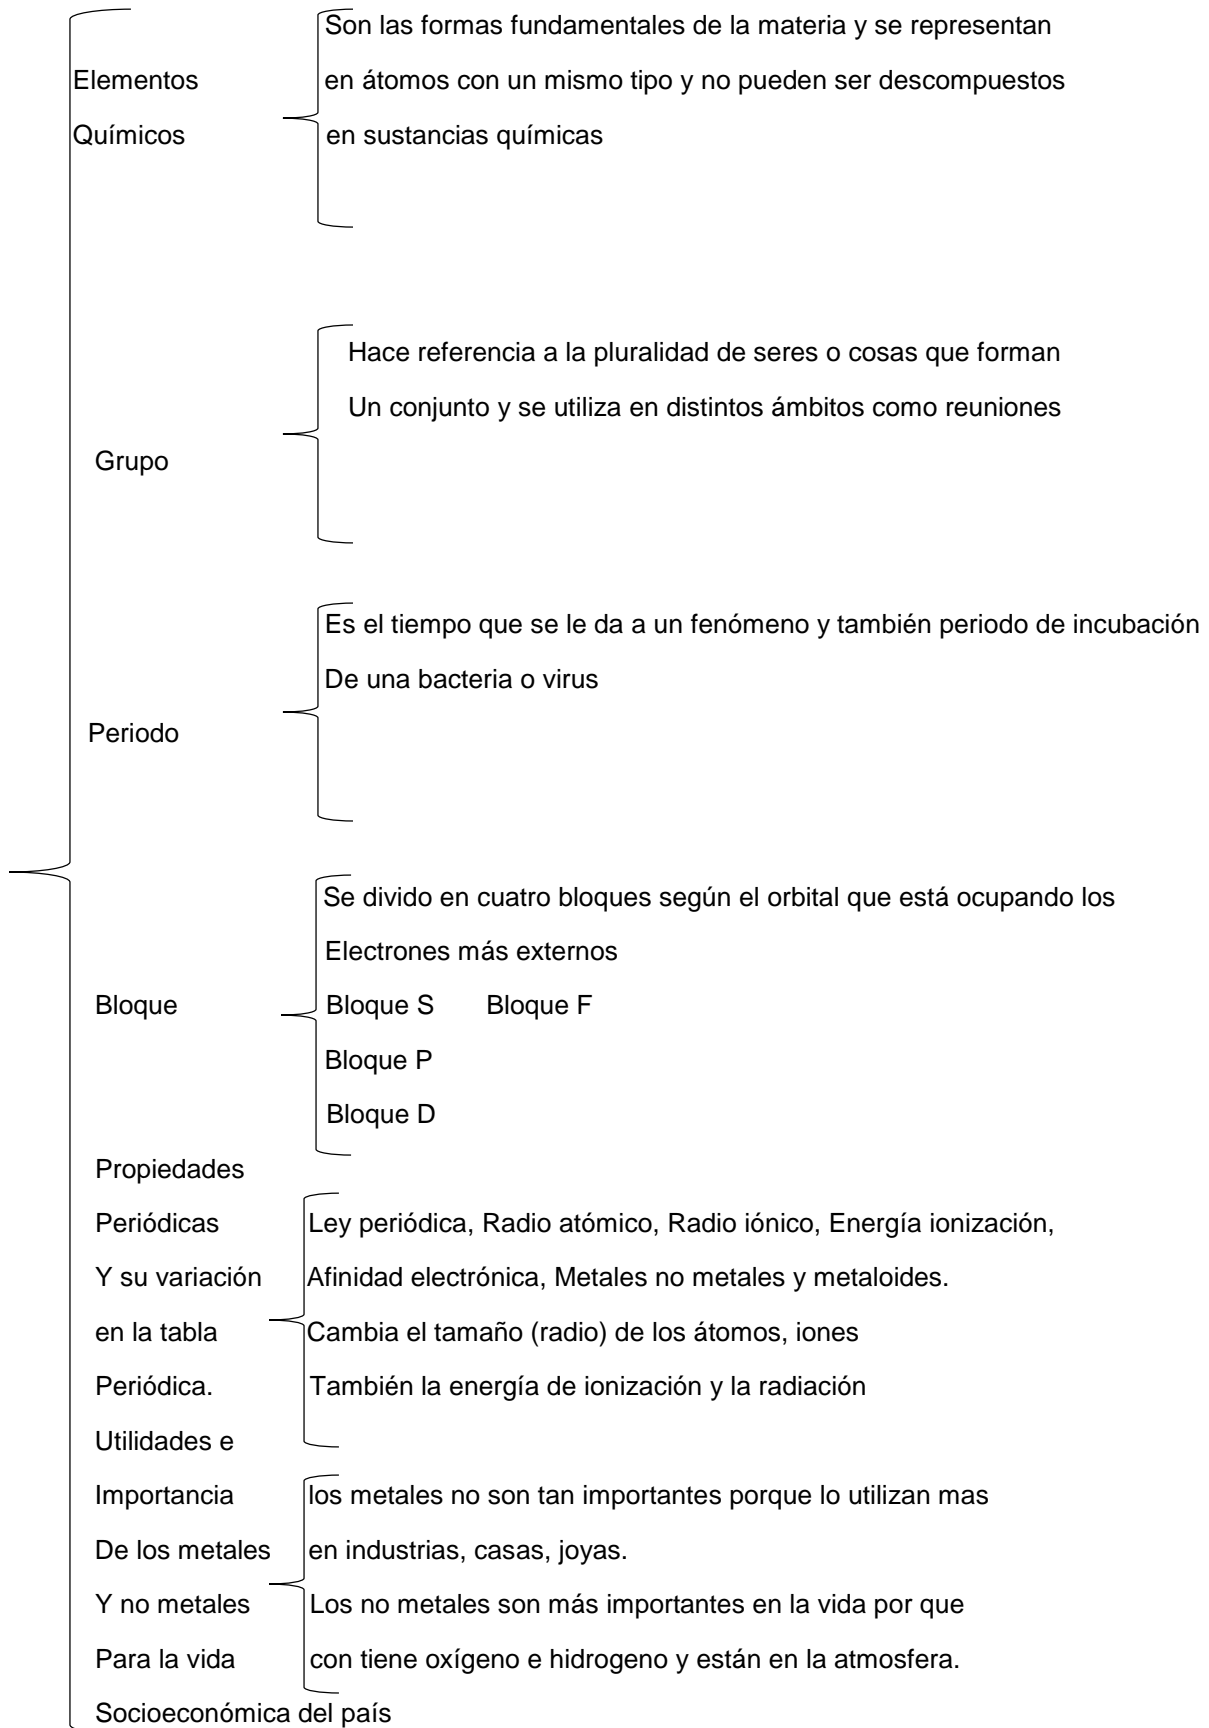 Son las formas fundamentales de la materia y se representan
Elementos en átomos con un mismo tipo y no pueden ser descompuestos
Químicos en sustancias químicas
Hace referencia a la pluralidad de seres o cosas que forman
Un conjunto y se utiliza en distintos ámbitos como reuniones
Grupo
Es el tiempo que se le da a un fenómeno y también periodo de incubación
De una bacteria o virus
Periodo
Se divido en cuatro bloques según el orbital que está ocupando los
Electrones más externos
Bloque Bloque S Bloque F
Bloque P
Bloque D
Propiedades
Periódicas Ley periódica, Radio atómico, Radio iónico, Energía ionización,
Y su variación Afinidad electrónica, Metales no metales y metaloides.
en la tabla Cambia el tamaño (radio) de los átomos, iones
Periódica. También la energía de ionización y la radiación
Utilidades e
Importancia los metales no son tan importantes porque lo utilizan mas
De los metales en industrias, casas, joyas.
Y no metales Los no metales son más importantes en la vida por que
Para la vida con tiene oxígeno e hidrogeno y están en la atmosfera.
Socioeconómica del país